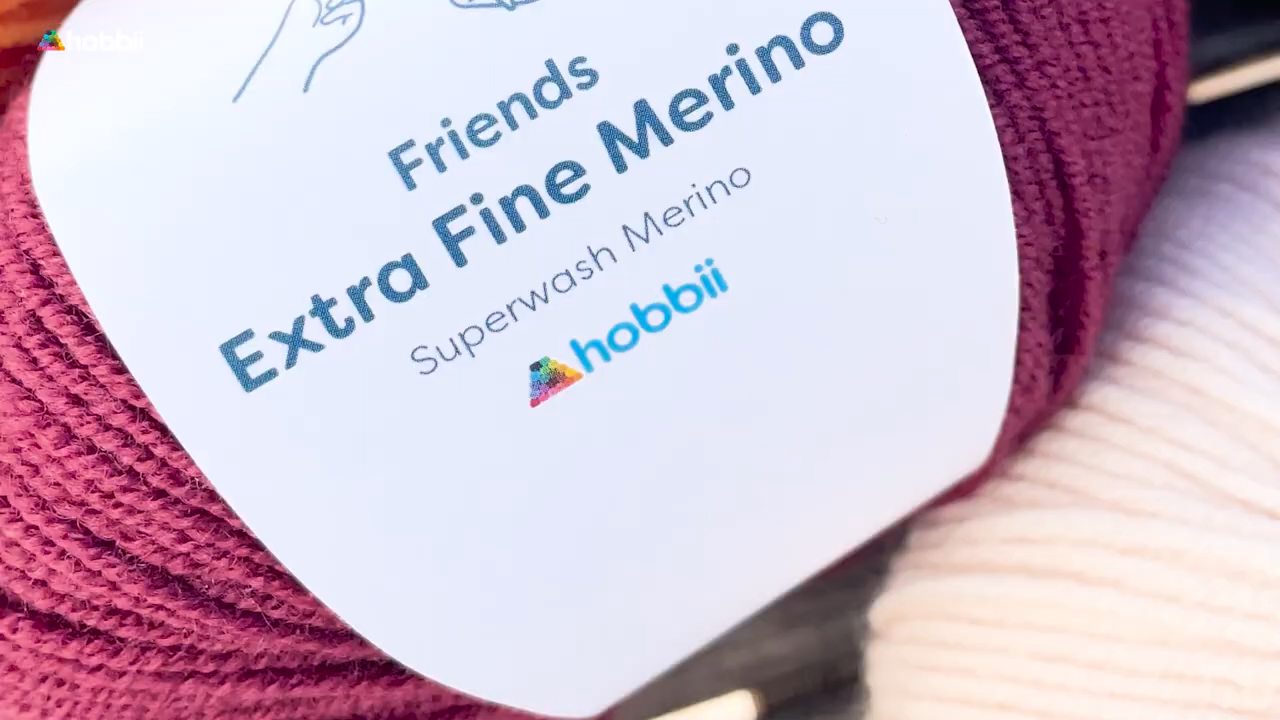 hobbii
Friends
Extra Fine Merino
Superwash Merino
hobbii